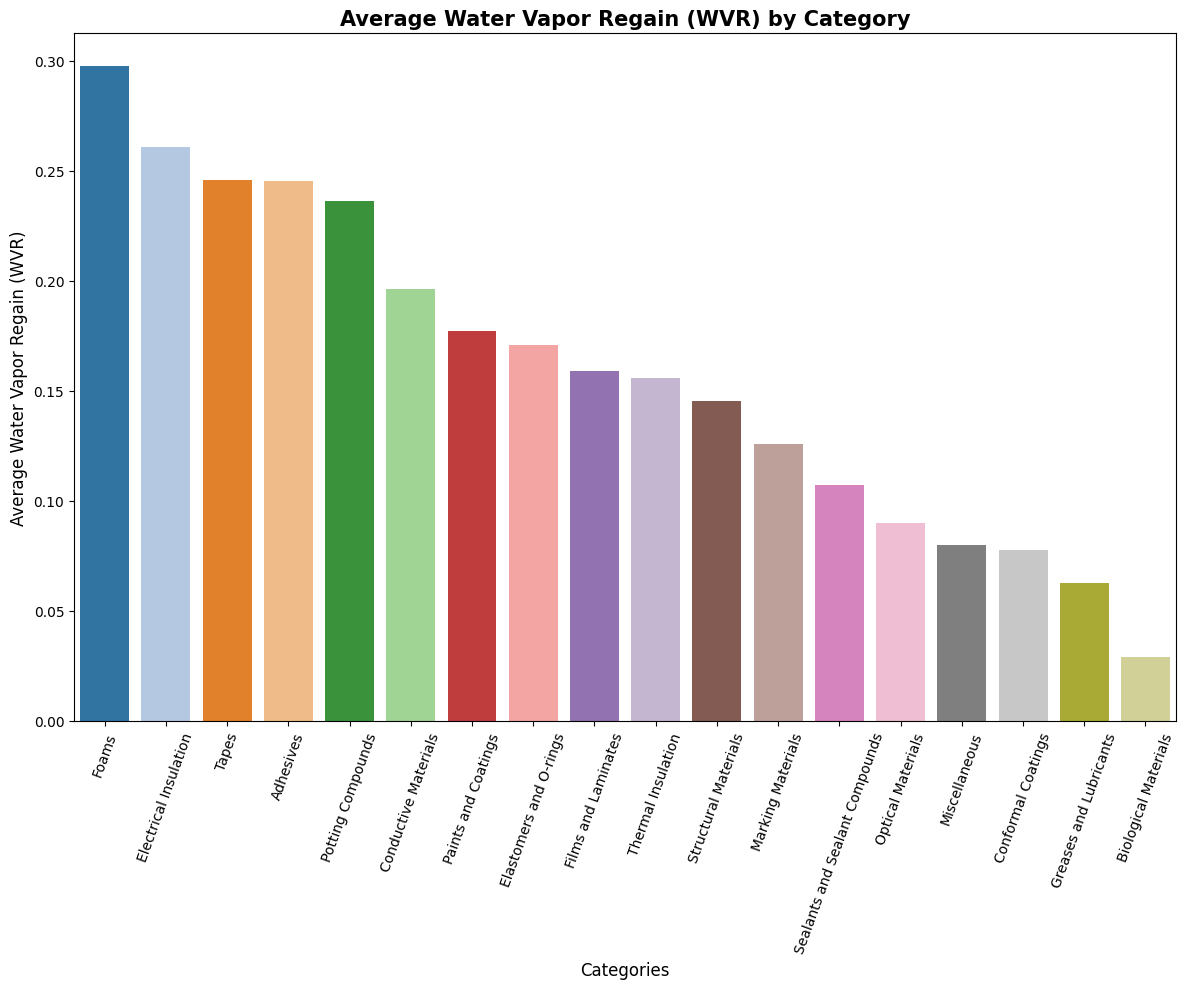 Average Water Vapor Regain (WVR) by Category
Average Water Vapor Regain (WVR)
0.30
0.25
0.20
0.15
0.10
0.05
0.00
Foams
Electrical Insulation
Tapes
Adhesives
Potting Compounds
Conductive Materials
Paints and Coatings
Elastomers and O-rings
Films and Laminates
Thermal Insulation
Structural Materials
Marking Materials
Sealants and Sealant Compounds
Optical Materials
Miscellaneous
Conformal Coatings
Greases and Lubricants
Biological Materials
Categories